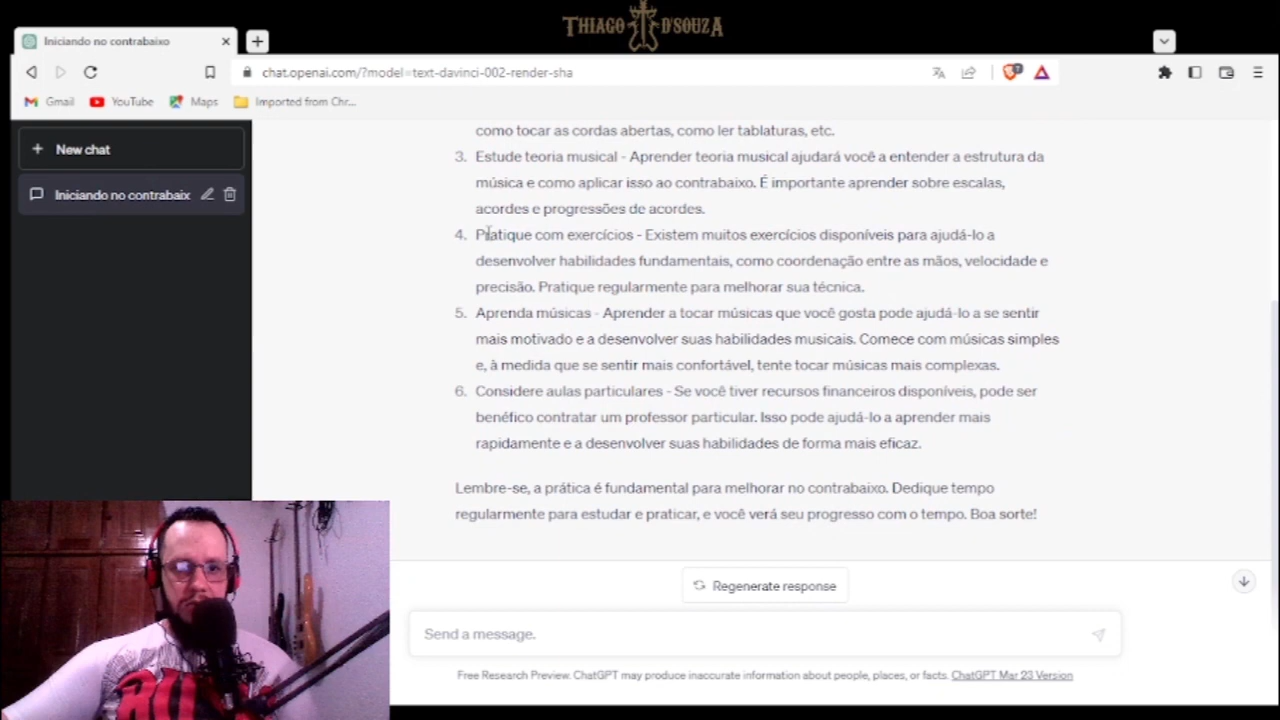 THIAGO D'SOUZA
Iniciando no contrabaixo
chat.openai.com/?model=text-davinci-002-render-sha
Gmail YouTube Maps Imported from Chr...
New chat
Iniciando no contrabaix
como tocar as cordas abertas, como ler tablaturas, etc.
3. Estude teoria musical - Aprender teoria musical ajudará você a entender a estrutura da
música e como aplicar isso ao contrabaixo. É importante aprender sobre escalas,
acordes e progressões de acordes.
4. Pratique com exercícios - Existem muitos exercícios disponíveis para ajudá-lo a
desenvolver habilidades fundamentais, como coordenação entre as mãos, velocidade e
precisão. Pratique regularmente para melhorar sua técnica.
5. Aprenda músicas - Aprender a tocar músicas que você gosta pode ajudá-lo a se sentir
mais motivado e a desenvolver suas habilidades musicais. Comece com músicas simples
e, à medida que se sentir mais confortável, tente tocar músicas mais complexas.
6. Considere aulas particulares - Se você tiver recursos financeiros disponíveis, pode ser
benéfico contratar um professor particular. Isso pode ajudá-lo a aprender mais
rapidamente e a desenvolver suas habilidades de forma mais eficaz.
Lembre-se, a prática é fundamental para melhorar no contrabaixo. Dedique tempo
regularmente para estudar e praticar, e você verá seu progresso com o tempo. Boa sorte!
Regenerate response
Send a message.
Free Research Preview. ChatGPT may produce inaccurate information about people, places, or facts. ChatGPT Mar 23 Version